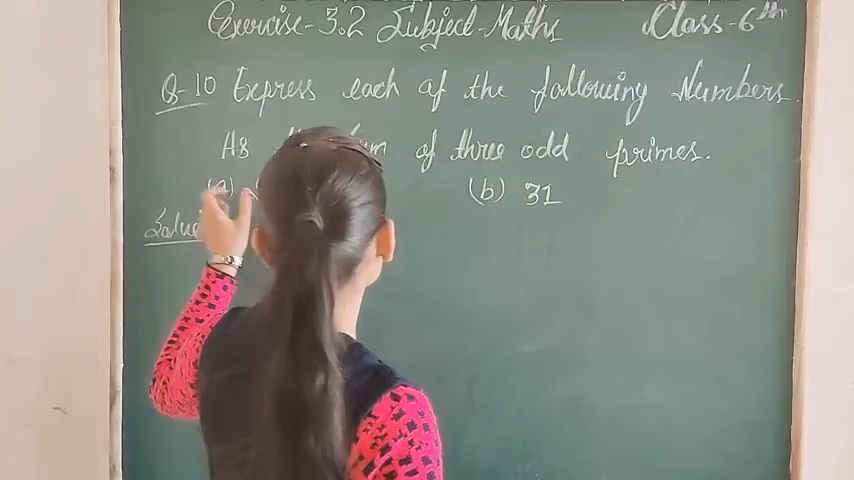 Exercise-3.2 Subject-Maths Class-6th
Q-10 Express each of the following Numbers.
As of three odd primes.
(a) (b) 31